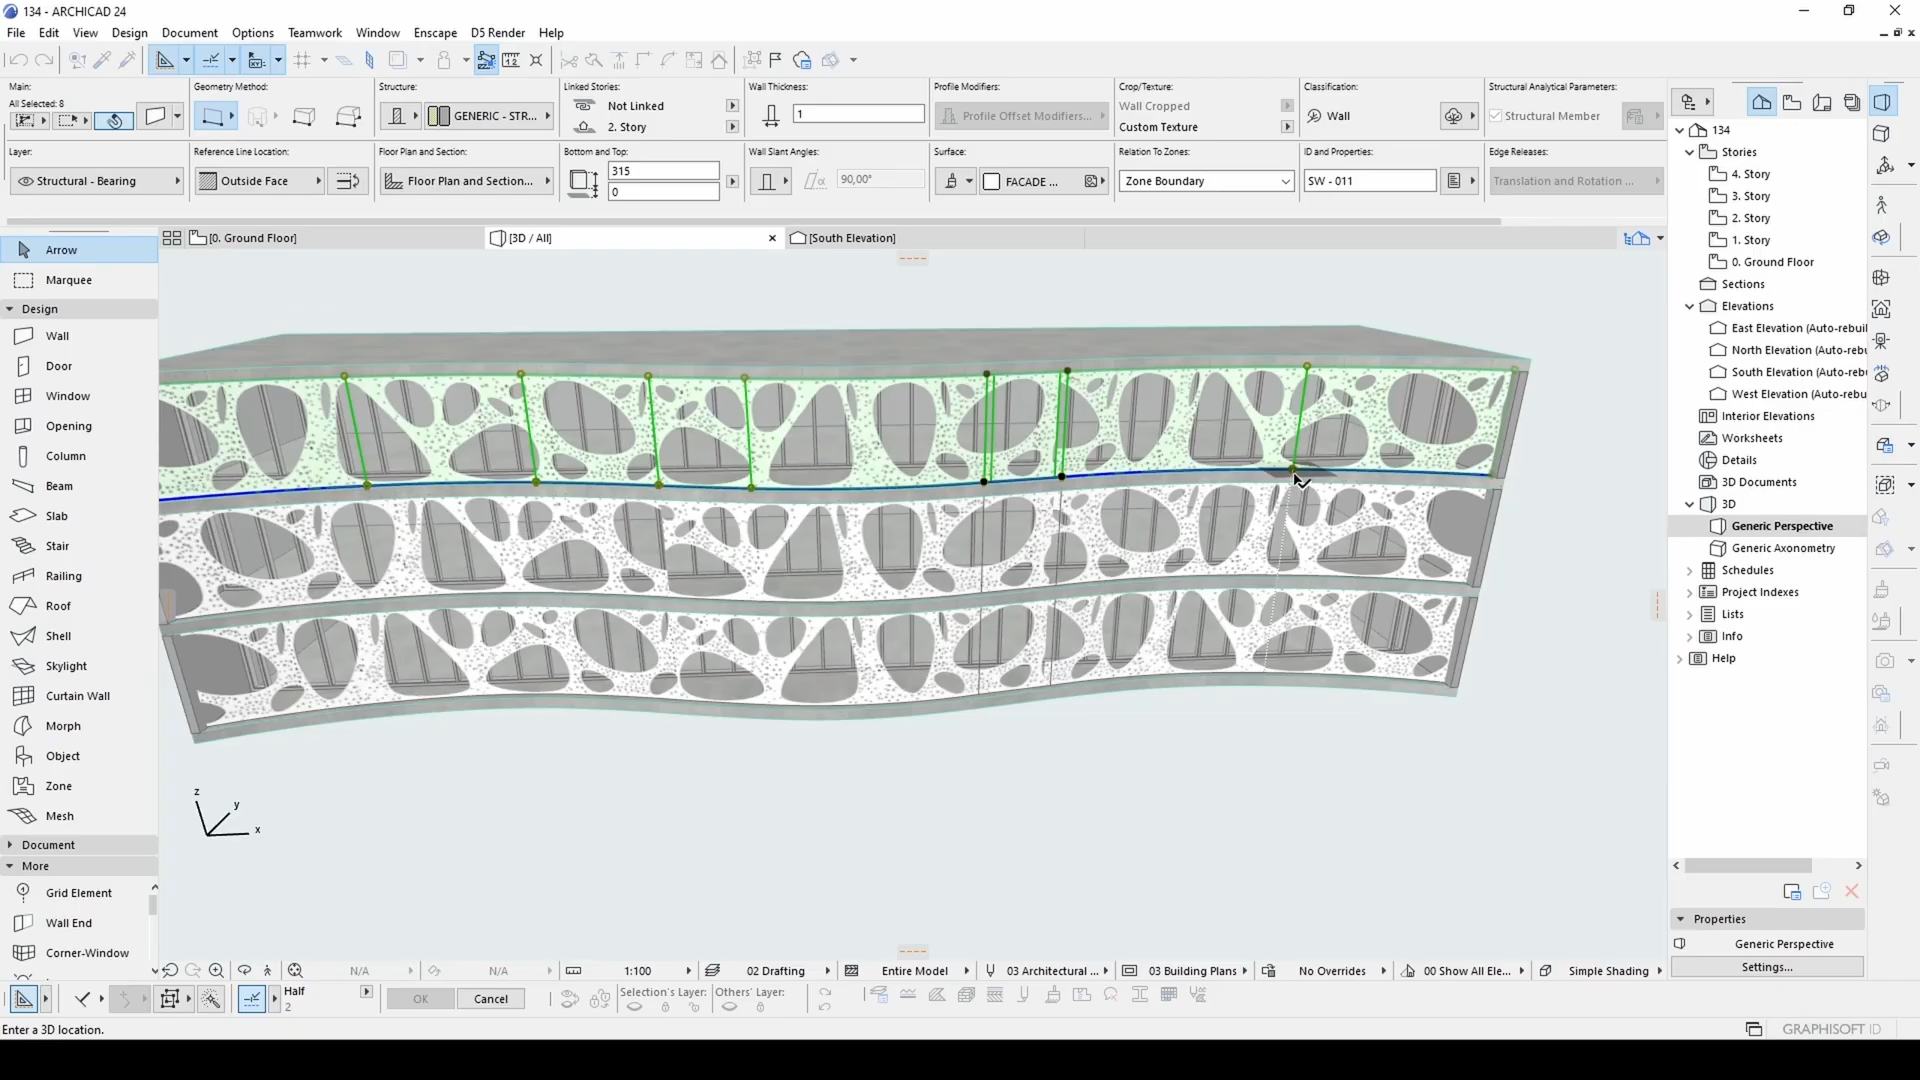 134 - ARCHICAD 24
File Edit View Design Document Options Teamwork Window Enscape D5 Render Help
Main: Geometry Method: Structure: Linked Stories: Wall Thickness: Profile Modifiers: Crop/Texture: Classification: Structural Analytical Parameters:
All Selected: 8
GENERIC - STR... Not Linked 1 Profile Offset Modifiers... Wall Cropped Wall Structural Member
2. Story Custom Texture
Layer: Reference Line Location: Floor Plan and Section: Bottom and Top: Wall Slant Angles: Surface: Relation To Zones: ID and Properties: Edge Releases:
Structural - Bearing Outside Face Floor Plan and Section... 315 90,00° FACADE ... Zone Boundary SW - 011 Translation and Rotation ...
0
[0. Ground Floor] [3D / All] [South Elevation]
Arrow
Marquee
Design
Wall
Door
Window
Opening
Column
Beam
Slab
Stair
Railing
Roof
Shell
Skylight
Curtain Wall
Morph
Object
Zone
Mesh
Document
More
Grid Element
Wall End
Corner-Window
z
y
x
134
Stories
4. Story
3. Story
2. Story
1. Story
0. Ground Floor
Sections
Elevations
East Elevation (Auto-rebuil
North Elevation (Auto-rebu
South Elevation (Auto-rebu
West Elevation (Auto-rebu
Interior Elevations
Worksheets
Details
3D Documents
3D
Generic Perspective
Generic Axonometry
Schedules
Project Indexes
Lists
Info
Help
Properties
Generic Perspective
Settings...
N/A N/A 1:100 02 Drafting Entire Model 03 Architectural ... 03 Building Plans No Overrides 00 Show All Ele... Simple Shading
Half
2
OK Cancel Selection's Layer: Others' Layer:
Enter a 3D location.
GRAPHISOFT ID